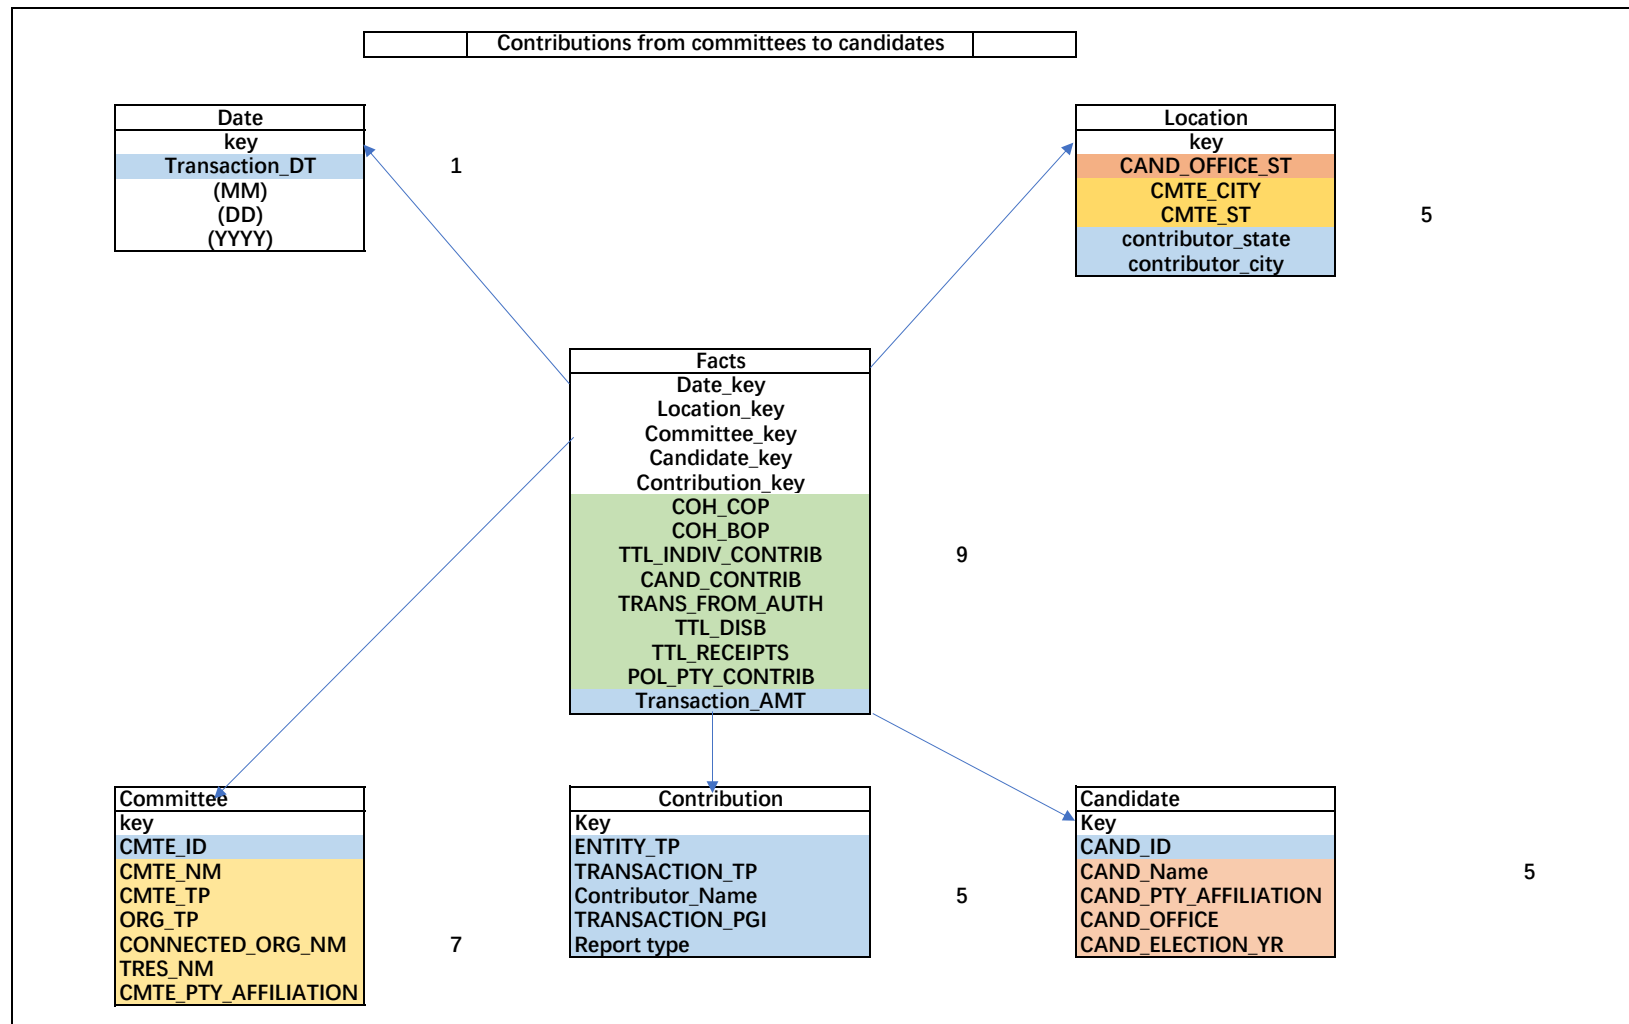 Contributions from committees to candidates
Date
key
Transaction_DT
(MM)
(DD)
(YYYY)
1
Location
key
CAND_OFFICE_ST
CMTE_CITY
CMTE_ST
contributor_state
contributor_city
5
Facts
Date_key
Location_key
Committee_key
Candidate_key
Contribution_key
COH_COP
COH_BOP
TTL_INDIV_CONTRIB
CAND_CONTRIB
TRANS_FROM_AUTH
TTL_DISB
TTL_RECEIPTS
POL_PTY_CONTRIB
Transaction_AMT
9
Committee
key
CMTE_ID
CMTE_NM
CMTE_TP
ORG_TP
CONNECTED_ORG_NM
TRES_NM
CMTE_PTY_AFFILIATION
7
Contribution
Key
ENTITY_TP
TRANSACTION_TP
Contributor_Name
TRANSACTION_PGI
Report type
5
Candidate
Key
CAND_ID
CAND_Name
CAND_PTY_AFFILIATION
CAND_OFFICE
CAND_ELECTION_YR
5